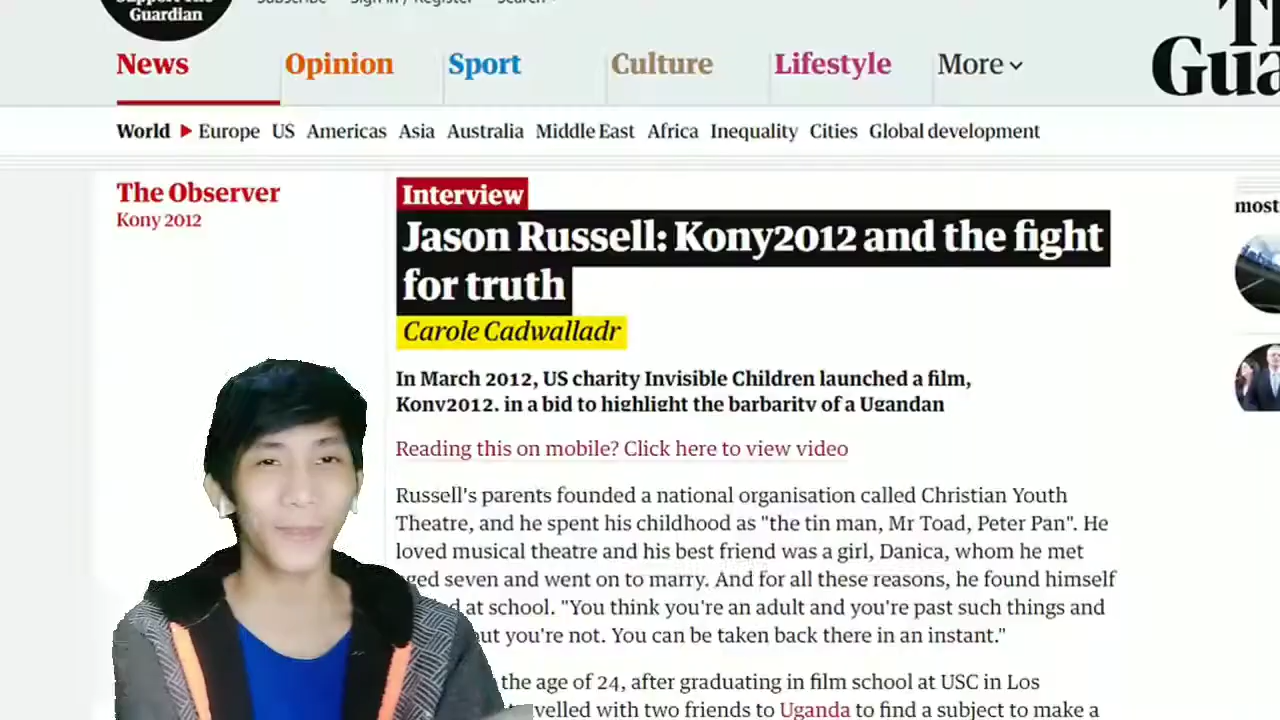 Guardian
News Opinion Sport Culture Lifestyle More
World Europe US Americas Asia Australia Middle East Africa Inequality Cities Global development
The Observer
Kony 2012
Interview
Jason Russell: Kony2012 and the fight
for truth
Carole Cadwalladr
In March 2012, US charity Invisible Children launched a film,
Kony2012, in a bid to highlight the barbarity of a Ugandan
Reading this on mobile? Click here to view video
Russell's parents founded a national organisation called Christian Youth
Theatre, and he spent his childhood as "the tin man, Mr Toad, Peter Pan". He
loved musical theatre and his best friend was a girl, Danica, whom he met
aged seven and went on to marry. And for all these reasons, he found himself
at school. "You think you're an adult and you're past such things and
you're not. You can be taken back there in an instant."
the age of 24, after graduating in film school at USC in Los
with two friends to Uganda to find a subject to make a
most